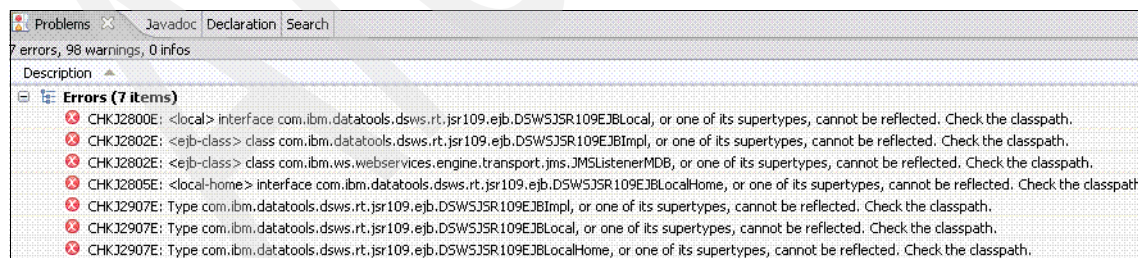 Problems Javadoc Declaration Search
7 errors, 98 warnings, 0 infos
Description
Errors (7 items)
CHKJ2800E: <local> interface com.ibm.datatools.dsws.rt.jsr109.ejb.DSWSJSR109EJBLocal, or one of its supertypes, cannot be reflected. Check the classpath.
CHKJ2802E: <ejb-class> class com.ibm.datatools.dsws.rt.jsr109.ejb.DSWSJSR109EJBImpl, or one of its supertypes, cannot be reflected. Check the classpath.
CHKJ2802E: <ejb-class> class com.ibm.ws.webservices.engine.transport.jms.JMSListenerMDB, or one of its supertypes, cannot be reflected. Check the classpath.
CHKJ2805E: <local-home> interface com.ibm.datatools.dsws.rt.jsr109.ejb.DSWSJSR109EJBLocalHome, or one of its supertypes, cannot be reflected. Check the classpath
CHKJ2907E: Type com.ibm.datatools.dsws.rt.jsr109.ejb.DSWSJSR109EJBImpl, or one of its supertypes, cannot be reflected. Check the classpath.
CHKJ2907E: Type com.ibm.datatools.dsws.rt.jsr109.ejb.DSWSJSR109EJBLocal, or one of its supertypes, cannot be reflected. Check the classpath.
CHKJ2907E: Type com.ibm.datatools.dsws.rt.jsr109.ejb.DSWSJSR109EJBLocalHome, or one of its supertypes, cannot be reflected. Check the classpath.